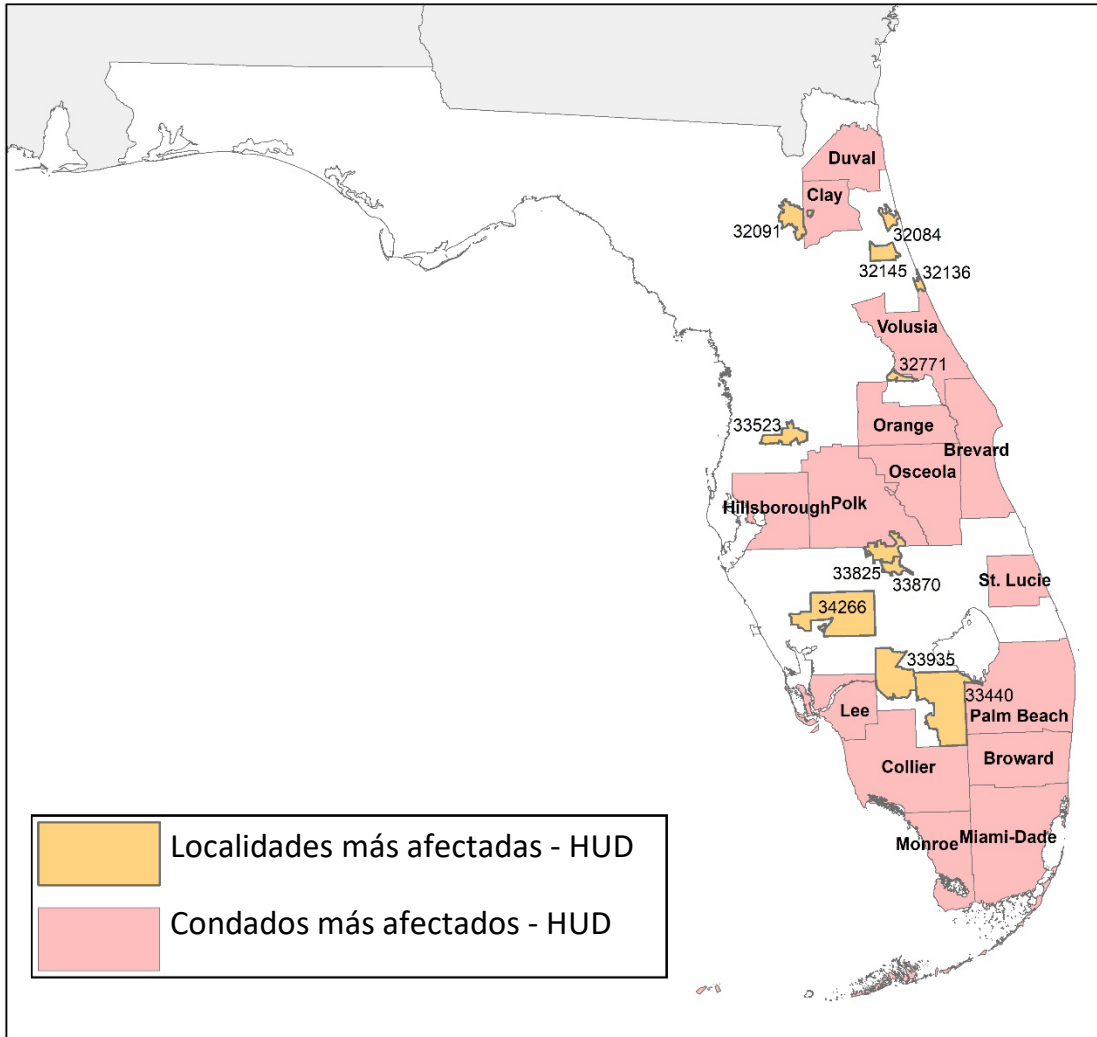 Duval
Clay
32091
32084
32145
32136
Volusia
32771
33523
Orange
Brevard
Osceola
Hillsborough
Polk
33825
33870
St. Lucie
34266
33935
33440
Lee
Palm Beach
Collier
Broward
Monroe
Miami-Dade
Localidades más afectadas - HUD
Condados más afectados - HUD